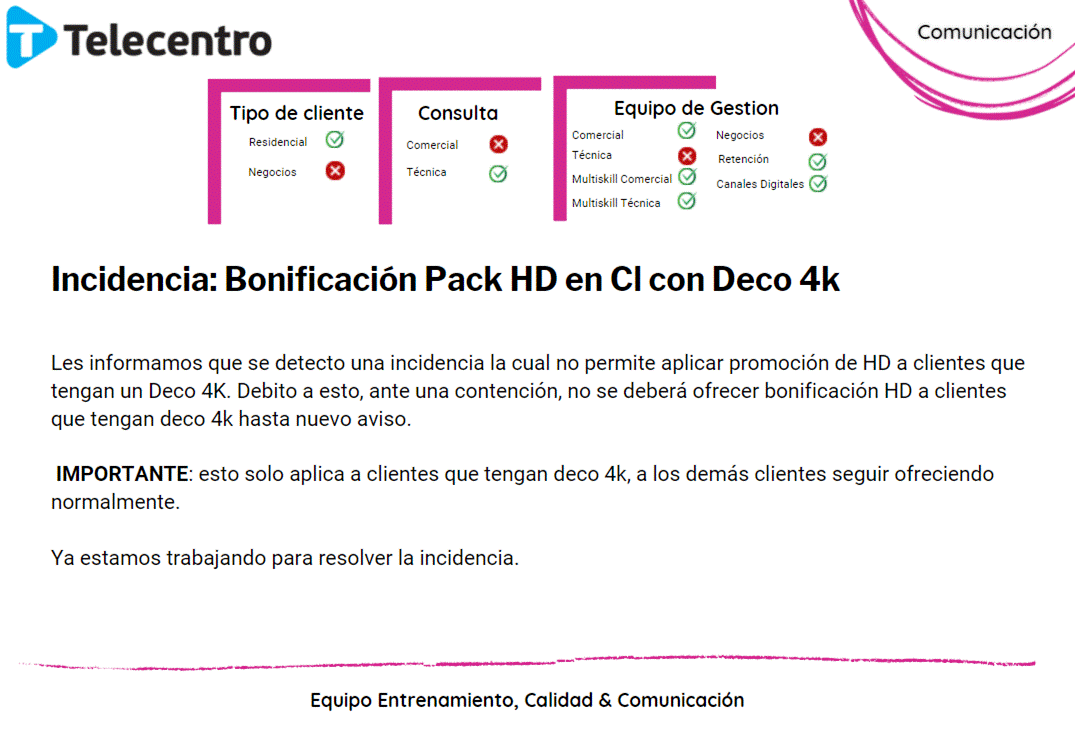 Telecentro
Comunicación
Tipo de cliente
Residencial
Negocios
Consulta
Comercial
Técnica
Equipo de Gestion
Comercial
Técnica
Multiskill Comercial
Multiskill Técnica
Negocios
Retención
Canales Digitales
Incidencia: Bonificación Pack HD en CI con Deco 4k
Les informamos que se detecto una incidencia la cual no permite aplicar promoción de HD a clientes que
tengan un Deco 4K. Debito a esto, ante una contención, no se deberá ofrecer bonificación HD a clientes
que tengan deco 4k hasta nuevo aviso.
IMPORTANTE: esto solo aplica a clientes que tengan deco 4k, a los demás clientes seguir ofreciendo
normalmente.
Ya estamos trabajando para resolver la incidencia.
Equipo Entrenamiento, Calidad & Comunicación